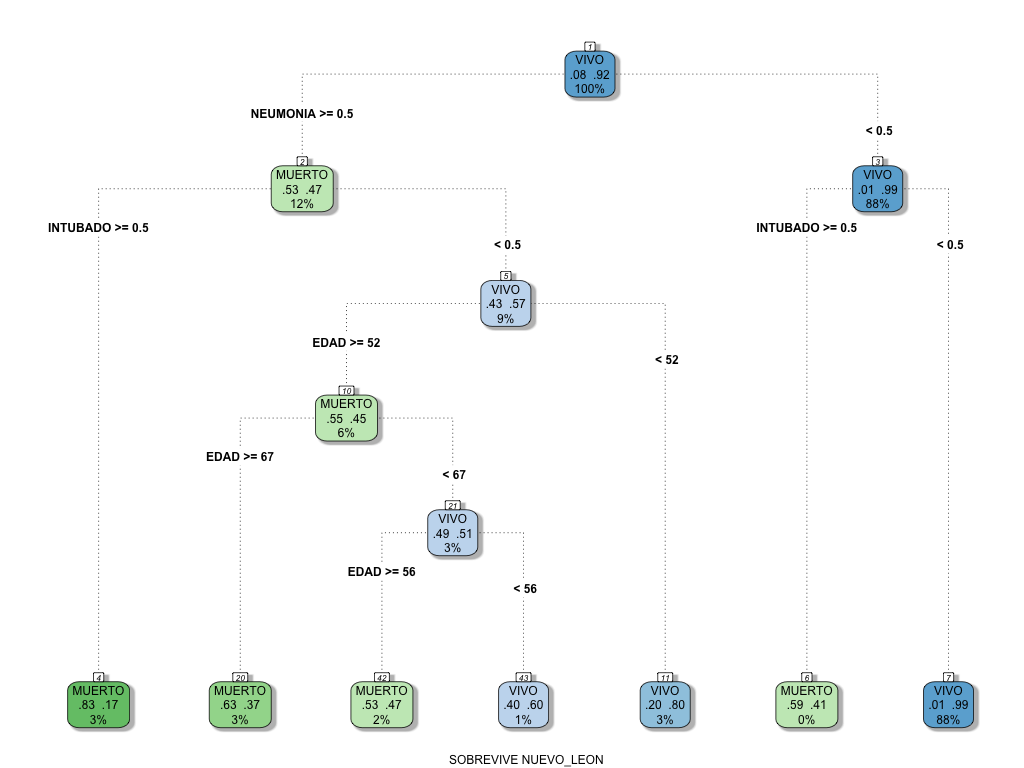 1
VIVO
.08 .92
100%
NEUMONIA >= 0.5
< 0.5
2
MUERTO
.53 .47
12%
3
VIVO
.01 .99
88%
INTUBADO >= 0.5
< 0.5
INTUBADO >= 0.5
< 0.5
5
VIVO
.43 .57
9%
EDAD >= 52
< 52
10
MUERTO
.55 .45
6%
EDAD >= 67
< 67
21
VIVO
.49 .51
3%
EDAD >= 56
< 56
4
MUERTO
.83 .17
3%
20
MUERTO
.63 .37
3%
42
MUERTO
.53 .47
2%
43
VIVO
.40 .60
1%
11
VIVO
.20 .80
3%
6
MUERTO
.59 .41
0%
7
VIVO
.01 .99
88%
SOBREVIVE NUEVO_LEON